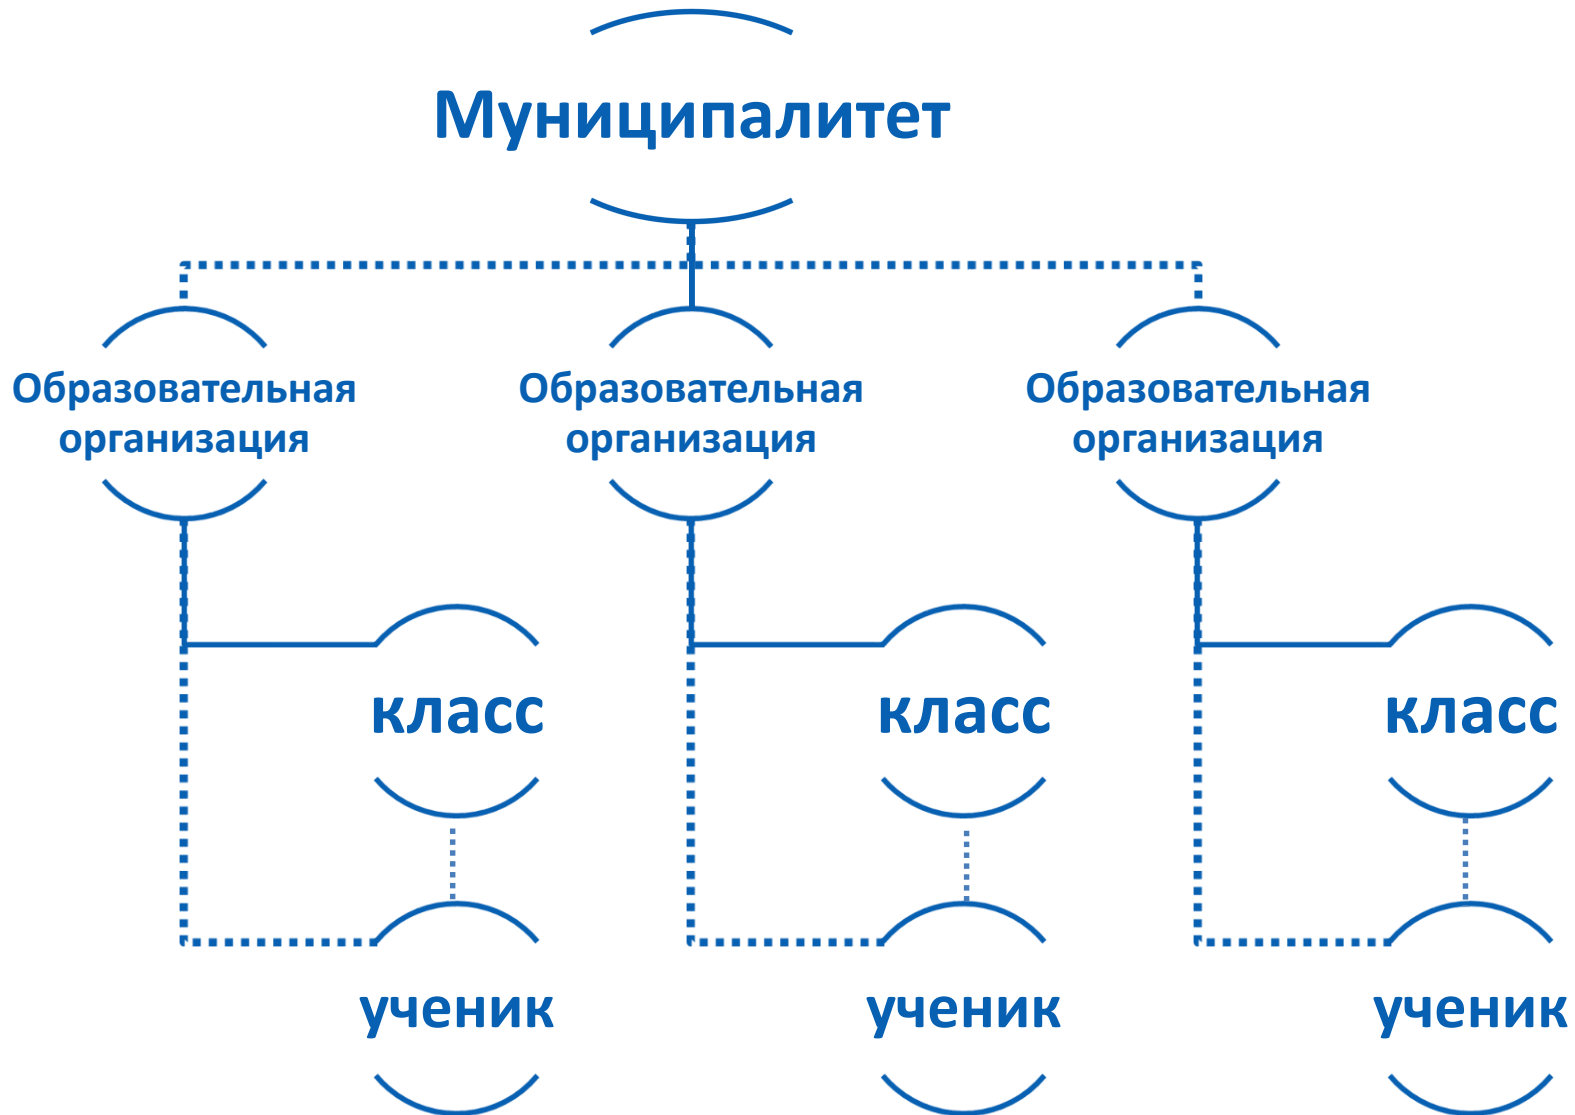 Муниципалитет
Образовательная
организация
Образовательная
организация
Образовательная
организация
класс
класс
класс
ученик
ученик
ученик